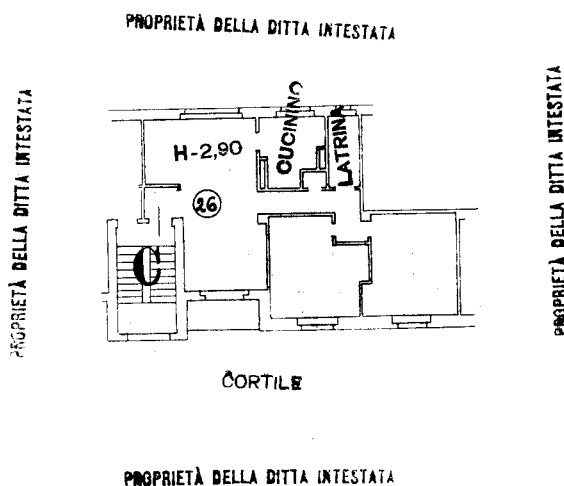 PROPRIETÀ DELLA DITTA INTESTATA
PROPRIETÀ DELLA DITTA INTESTATA
PROPRIETÀ DELLA DITTA INTESTATA
H-2,90
CUCININO
LATRINA
26
C
CORTILE
PROPRIETÀ DELLA DITTA INTESTATA